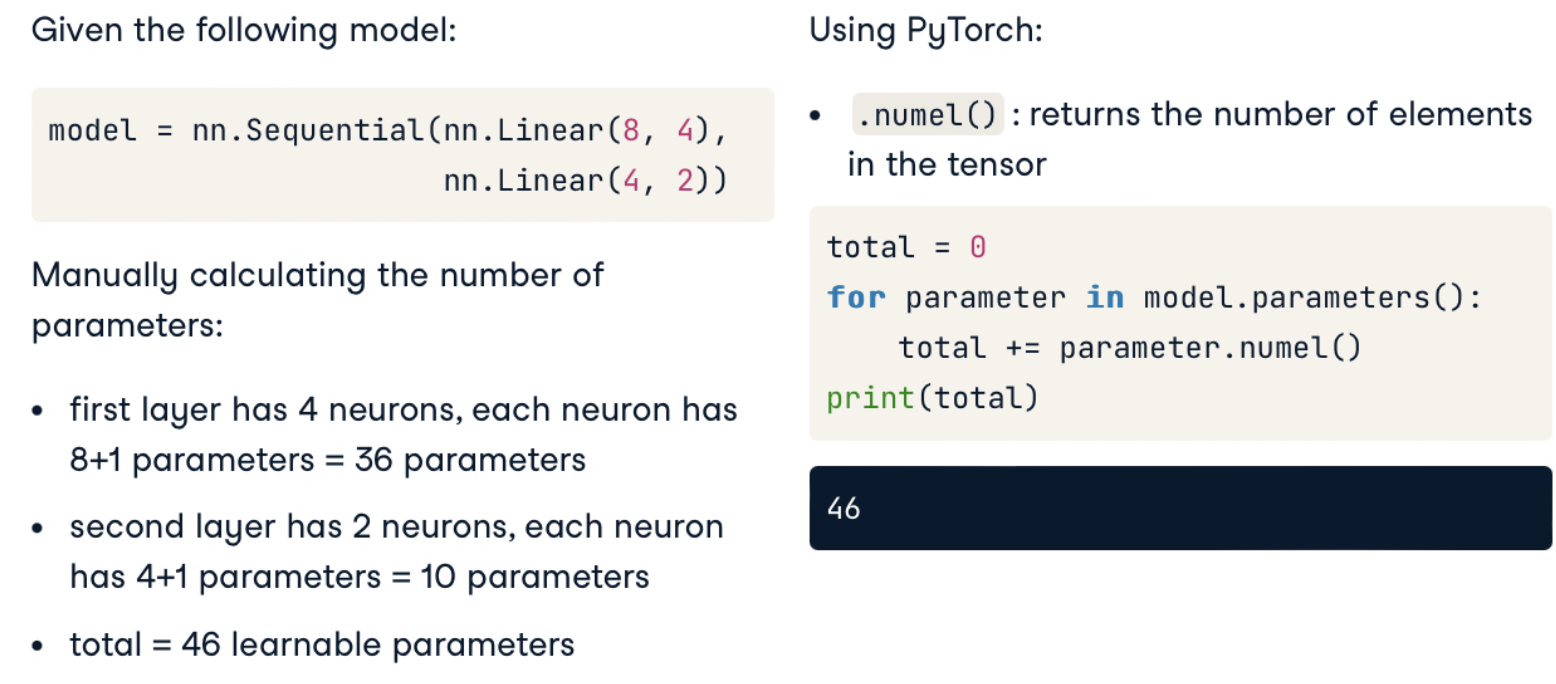 Given the following model:
model = nn.Sequential(nn.Linear(8, 4),
nn.Linear(4, 2))
Manually calculating the number of
parameters:
• first layer has 4 neurons, each neuron has
8+1 parameters = 36 parameters
• second layer has 2 neurons, each neuron
has 4+1 parameters = 10 parameters
• total = 46 learnable parameters
Using PyTorch:
• .numel() : returns the number of elements
in the tensor
total = 0
for parameter in model.parameters():
total += parameter.numel()
print(total)
46